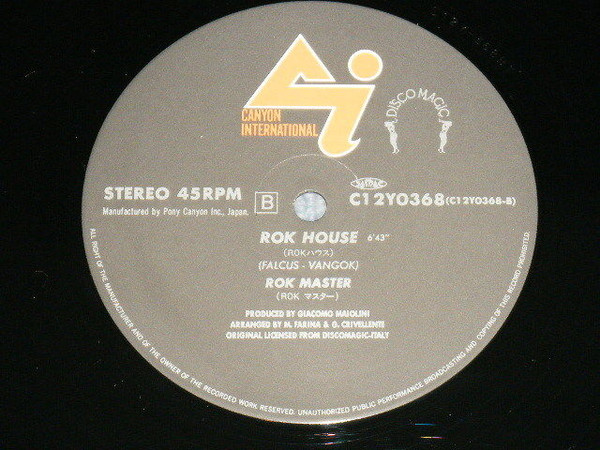 CANYON
INTERNATIONAL
DISCO MAGIC
STEREO 45RPM
B
C12Y0368(C12Y0368-B)
Manufactured by Pony Canyon Inc., Japan.
ROK HOUSE 6'43"
(ROKハウス)
(FALCUS - VANGOK)
ROK MASTER
(ROK マスター)
PRODUCED BY GIACOMO MAIOLINI
ARRANGED BY M. FARINA & G. CRIVELLENTE
ORIGINAL LICENSED FROM DISCOMAGIC-ITALY
ALL RIGHT OF THE MANUFACTURER AND OF THE OWNER OF THE RECORDED WORK RESERVED. UNAUTHORIZED PUBLIC PERFORMANCE BROADCASTING AND COPYING OF THIS RECORD PROHIBITED.